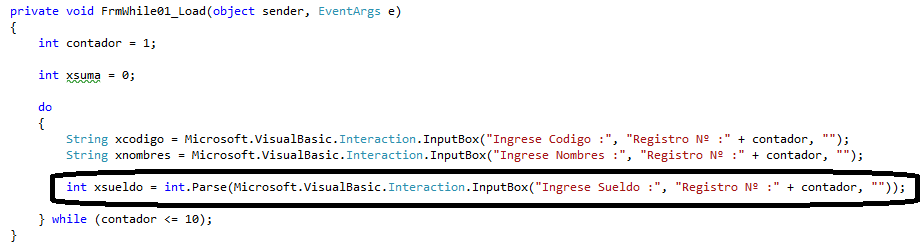 private void FrmWhile01_Load(object sender, EventArgs e)
{
int contador = 1;
int xsuma = 0;
do
{
String xcodigo = Microsoft.VisualBasic.Interaction.InputBox("Ingrese Codigo :", "Registro Nº :" + contador, "");
String xnombres = Microsoft.VisualBasic.Interaction.InputBox("Ingrese Nombres :", "Registro Nº :" + contador, "");
int xsueldo = int.Parse(Microsoft.VisualBasic.Interaction.InputBox("Ingrese Sueldo :", "Registro Nº :" + contador, ""));
} while (contador <= 10);
}